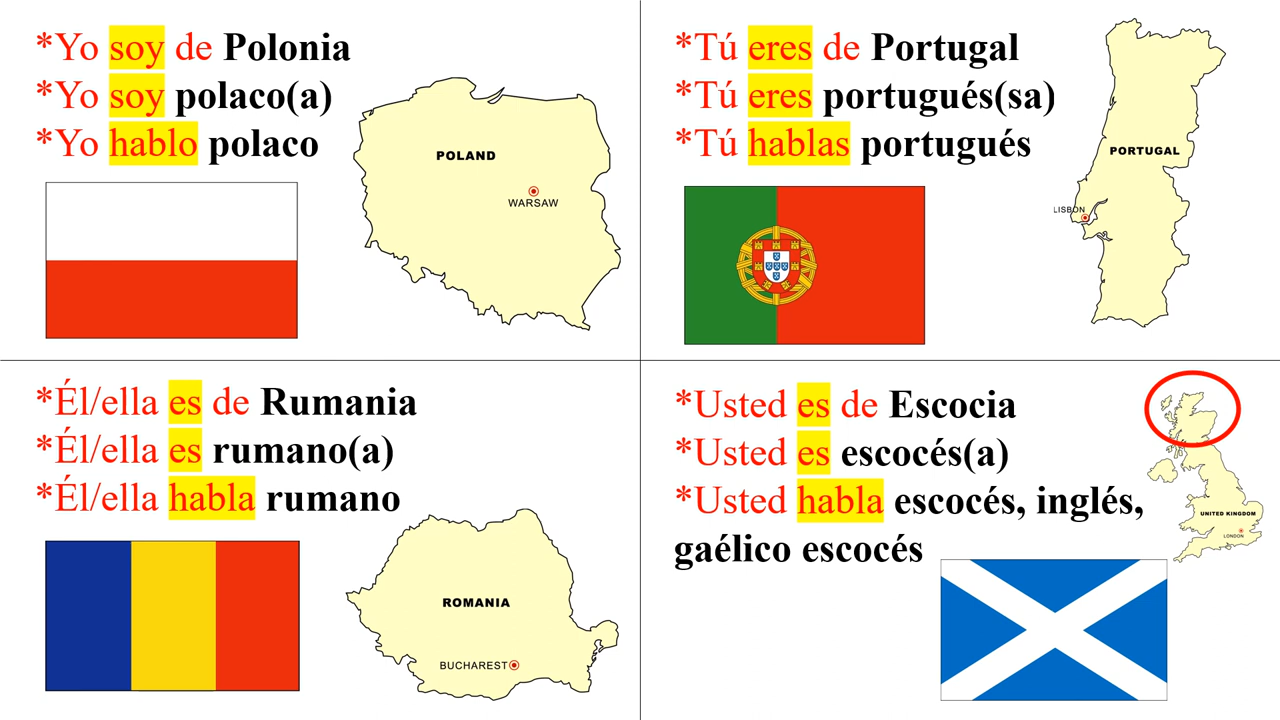 *Yo soy de Polonia
*Yo soy polaco(a)
*Yo hablo polaco
POLAND
WARSAW
*Tú eres de Portugal
*Tú eres portugués(sa)
*Tú hablas portugués
PORTUGAL
LISBON
*Él/ella es de Rumania
*Él/ella es rumano(a)
*Él/ella habla rumano
ROMANIA
BUCHAREST
*Usted es de Escocia
*Usted es escocés(a)
*Usted habla escocés, inglés,
gaélico escocés
UNITED KINGDOM
LONDON